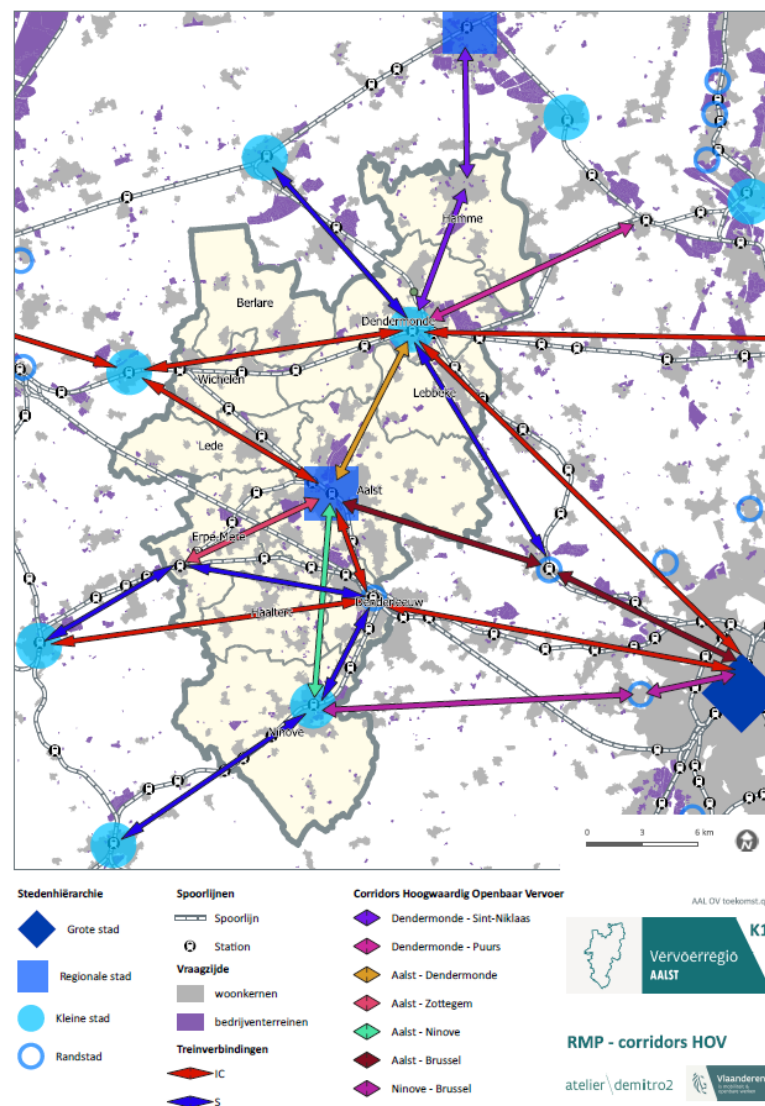 Hamme
Berlare
Dendermonde
Wichelen
Lebbeke
Lede
Aalst
Erpe-Mere
Haaltert
Denderleeuw
Ninove
0 3 6 km
N
Stedenhiërarchie
Grote stad
Regionale stad
Kleine stad
Randstad
Spoorlijnen
Spoorlijn
Station
Vraagzijde
woonkernen
bedrijventerreinen
Treinverbindingen
IC
S
Corridors Hoogwaardig Openbaar Vervoer
Dendermonde - Sint-Niklaas
Dendermonde - Puurs
Aalst - Dendermonde
Aalst - Zottegem
Aalst - Ninove
Aalst - Brussel
Ninove - Brussel
AAL OV toekomst.q
K1
Vervoerregio
AALST
RMP - corridors HOV
atelier\demitro2
Vlaanderen